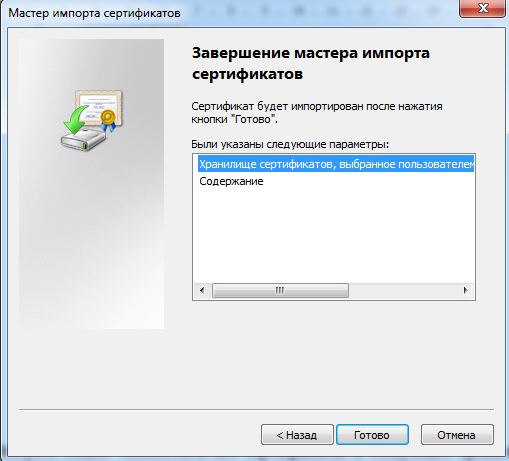 Мастер импорта сертификатов
Завершение мастера импорта
сертификатов
Сертификат будет импортирован после нажатия
кнопки "Готово".
Были указаны следующие параметры:
Хранилище сертификатов, выбранное пользователем
Содержание
< Назад
Готово
Отмена